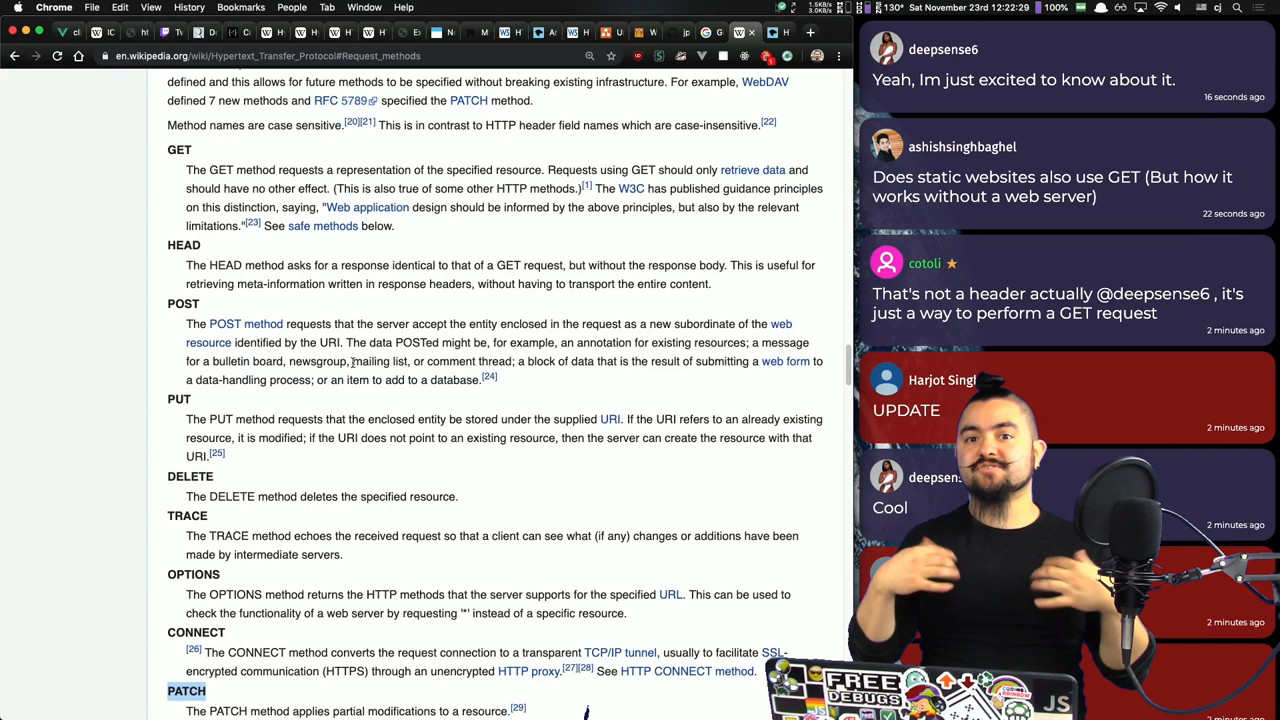 Chrome File Edit View History Bookmarks People Tab Window Help
1.5KB/s
3.0KB/s
130° Sat November 23rd 12:22:29 100% cj
en.wikipedia.org/wiki/Hypertext_Transfer_Protocol#Request_methods
defined and this allows for future methods to be specified without breaking existing infrastructure. For example, WebDAV
defined 7 new methods and RFC 5789 specified the PATCH method.
Method names are case sensitive.[20][21] This is in contrast to HTTP header field names which are case-insensitive.[22]
GET
The GET method requests a representation of the specified resource. Requests using GET should only retrieve data and
should have no other effect. (This is also true of some other HTTP methods.)[1] The W3C has published guidance principles
on this distinction, saying, "Web application design should be informed by the above principles, but also by the relevant
limitations."[23] See safe methods below.
HEAD
The HEAD method asks for a response identical to that of a GET request, but without the response body. This is useful for
retrieving meta-information written in response headers, without having to transport the entire content.
POST
The POST method requests that the server accept the entity enclosed in the request as a new subordinate of the web
resource identified by the URI. The data POSTed might be, for example, an annotation for existing resources; a message
for a bulletin board, newsgroup, mailing list, or comment thread; a block of data that is the result of submitting a web form to
a data-handling process; or an item to add to a database.[24]
PUT
The PUT method requests that the enclosed entity be stored under the supplied URI. If the URI refers to an already existing
resource, it is modified; if the URI does not point to an existing resource, then the server can create the resource with that
URI.[25]
DELETE
The DELETE method deletes the specified resource.
TRACE
The TRACE method echoes the received request so that a client can see what (if any) changes or additions have been
made by intermediate servers.
OPTIONS
The OPTIONS method returns the HTTP methods that the server supports for the specified URL. This can be used to
check the functionality of a web server by requesting '*' instead of a specific resource.
CONNECT
[26] The CONNECT method converts the request connection to a transparent TCP/IP tunnel, usually to facilitate SSL-
encrypted communication (HTTPS) through an unencrypted HTTP proxy.[27][28] See HTTP CONNECT method.
PATCH
The PATCH method applies partial modifications to a resource.[29]
deepsense6
Yeah, Im just excited to know about it.
16 seconds ago
ashishsinghbaghel
Does static websites also use GET (But how it
works without a web server)
22 seconds ago
cotoli
That's not a header actually @deepsense6 , it's
just a way to perform a GET request
2 minutes ago
Harjot Singh
UPDATE
2 minutes ago
deepsens
Cool
2 minutes ago
2 minutes ago
FREE
DEBUGS
JS
JS